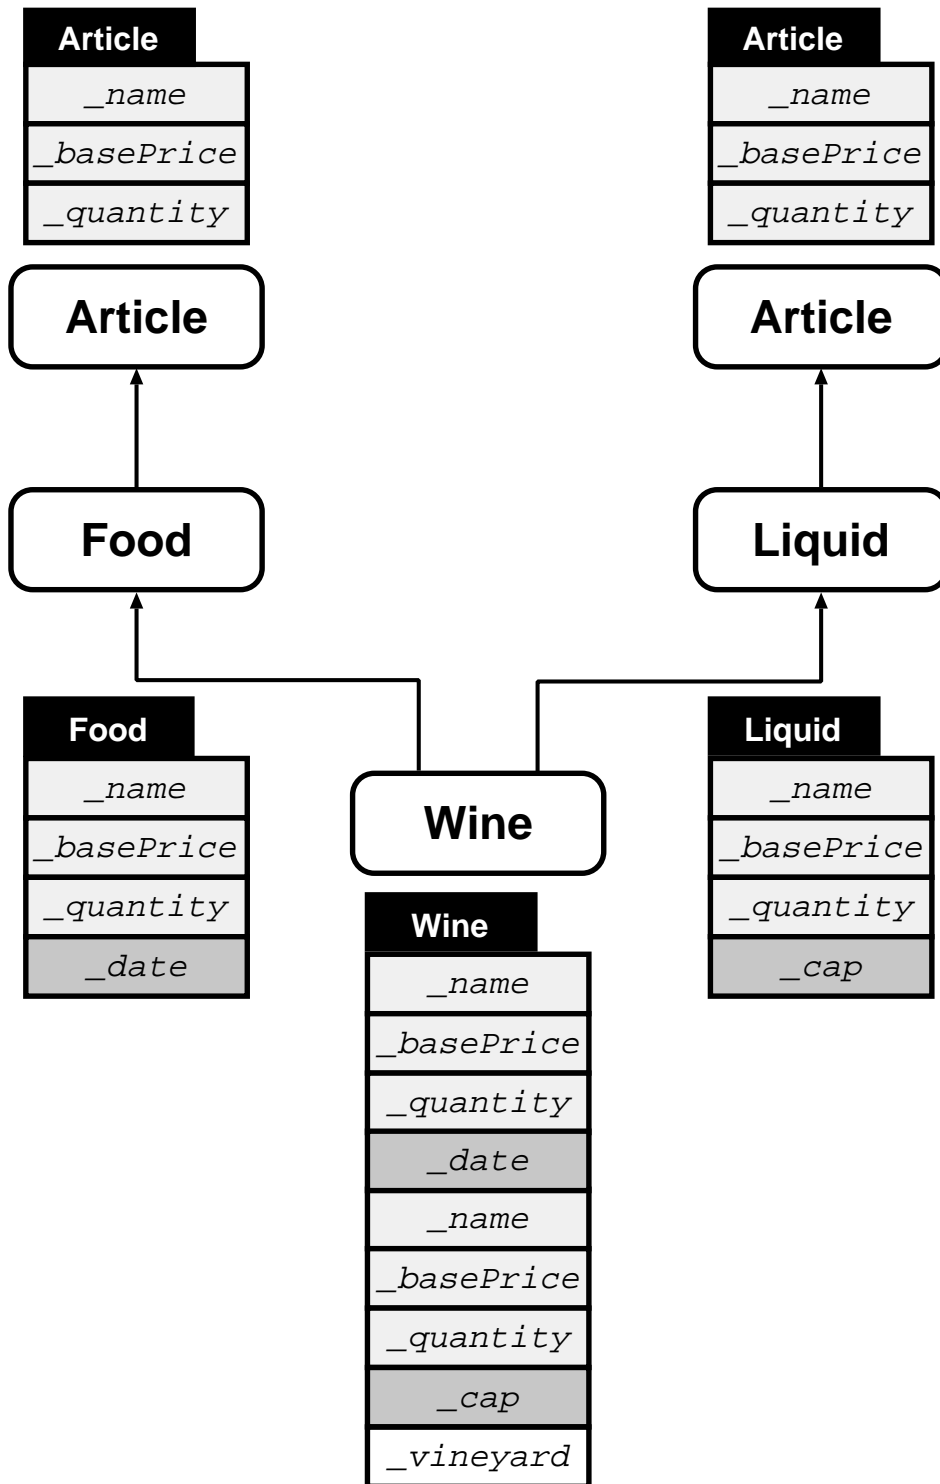 Article
_name
_basePrice
_quantity
Article
_name
_basePrice
_quantity
Article
Article
Food
Liquid
Food
_name
_basePrice
_quantity
_date
Wine
Liquid
_name
_basePrice
_quantity
_cap
Wine
_name
_basePrice
_quantity
_date
_name
_basePrice
_quantity
_cap
_vineyard